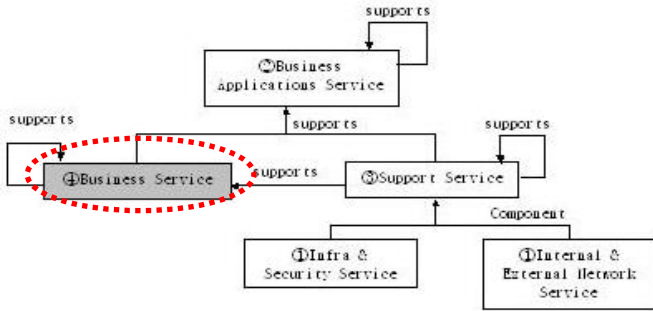 supports
②Business
Applications Service
supports
supports
supports
④Business Service
supports
③Support Service
Component
①Infra &
Security Service
①Internal &
External Network
Service